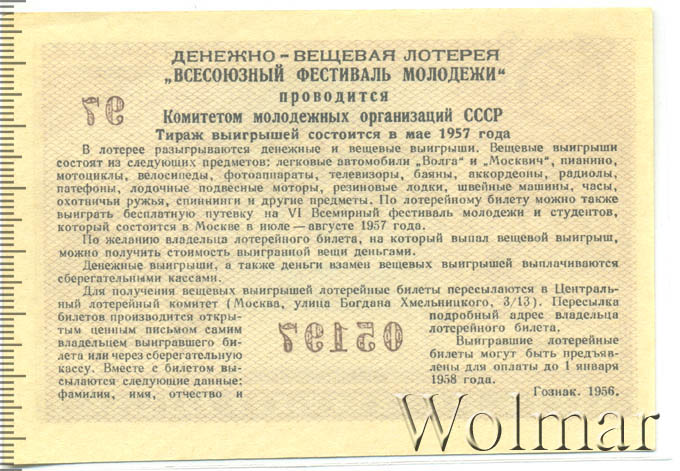 ДЕНЕЖНО-ВЕЩЕВАЯ ЛОТЕРЕЯ
„ВСЕСОЮЗНЫЙ ФЕСТИВАЛЬ МОЛОДЕЖИ“
проводится
Комитетом молодежных организаций СССР
Тираж выигрышей состоится в мае 1957 года
97
В лотерее разыгрываются денежные и вещевые выигрыши. Вещевые выигрыши
состоят из следующих предметов: легковые автомобили „Волга“ и „Москвич“, пианино,
мотоциклы, велосипеды, фотоаппараты, телевизоры, баяны, аккордеоны, радиолы,
патефоны, лодочные подвесные моторы, резиновые лодки, швейные машины, часы,
охотничьи ружья, спиннинги и другие предметы. По лотерейному билету можно также
выиграть бесплатную путевку на VI Всемирный фестиваль молодежи и студентов,
который состоится в Москве в июле—августе 1957 года.
По желанию владельца лотерейного билета, на который выпал вещевой выигрыш,
можно получить стоимость выигранной вещи деньгами.
Денежные выигрыши, а также деньги взамен вещевых выигрышей выплачиваются
сберегательными кассами.
Для получения вещевых выигрышей лотерейные билеты пересылаются в Централь-
ный лотерейный комитет (Москва, улица Богдана Хмельницкого, 3/13). Пересылка
билетов производится откры-
тым ценным письмом самим
владельцем выигравшего би-
лета или через сберегательную
кассу. Вместе с билетом вы-
сылаются следующие данные:
фамилия, имя, отчество и
05197
подробный адрес владельца
лотерейного билета.
Выигравшие лотерейные
билеты могут быть предъяв-
лены для оплаты до 1 января
1958 года.
Гознак. 1956.
Wolmar